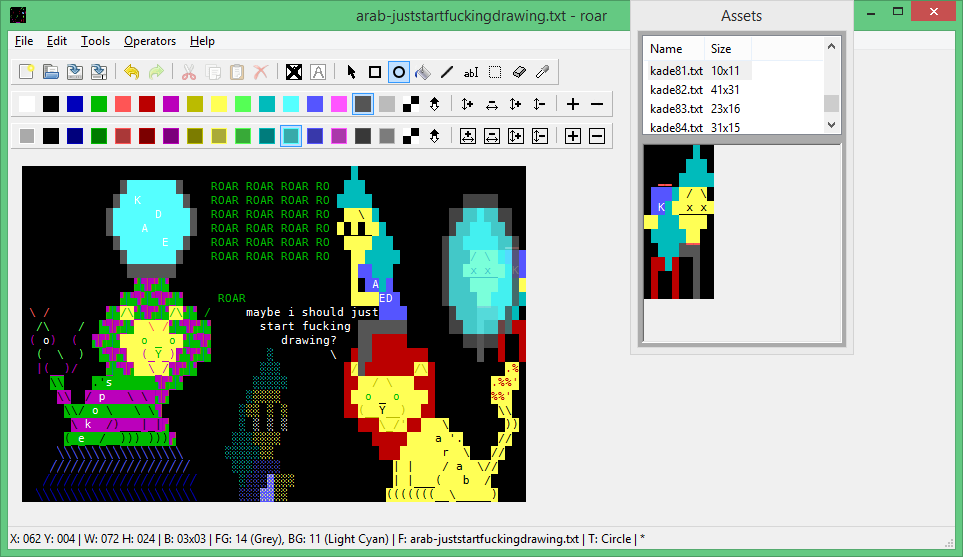 arab-juststartfuckingdrawing.txt - roar
File Edit Tools Operators Help
A
abI
Assets
Name Size
kade81.txt 10x11
kade82.txt 41x31
kade83.txt 23x16
kade84.txt 31x15
K
D
A
E
ROAR ROAR ROAR RO
ROAR ROAR ROAR RO
ROAR ROAR ROAR RO
ROAR ROAR ROAR RO
ROAR ROAR ROAR RO
ROAR ROAR ROAR RO
A
ED
ROAR
maybe i should just
start fucking
drawing?
s
p
o
k
e
a
r
a
b
K
x x
X: 062 Y: 004 | W: 072 H: 024 | B: 03x03 | FG: 14 (Grey), BG: 11 (Light Cyan) | F: arab-juststartfuckingdrawing.txt | T: Circle | *